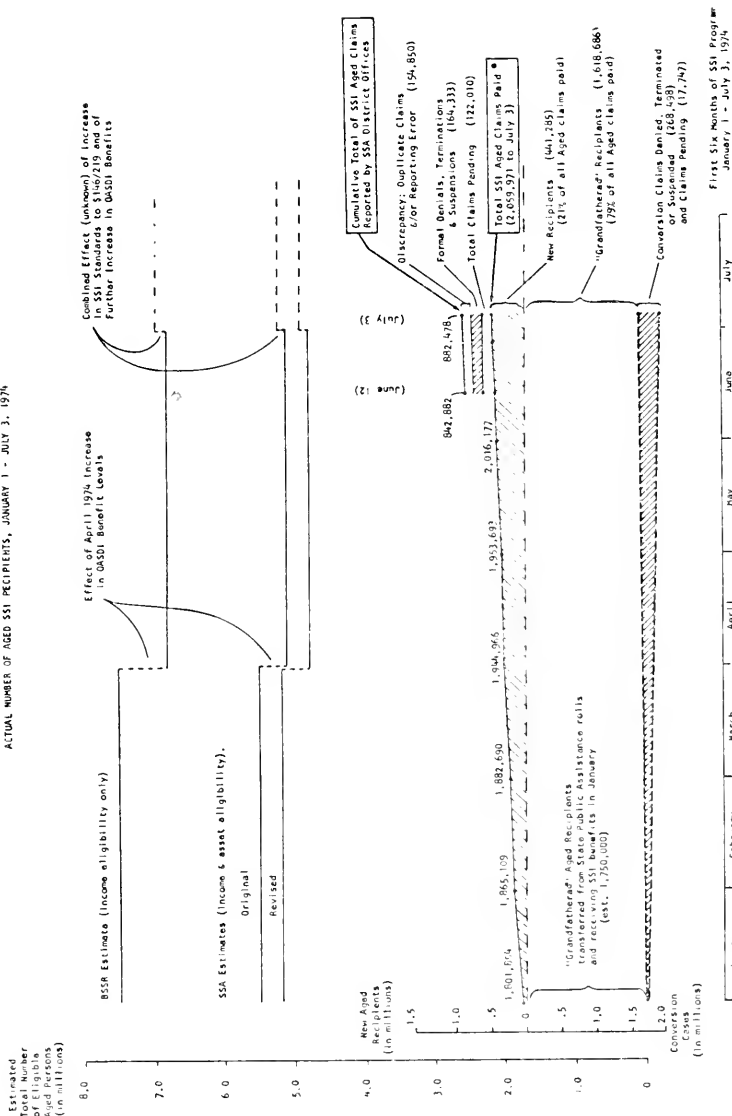 ACTUAL NUMBER OF AGED SSI RECIPIENTS, JANUARY 1 - JULY 3, 1974
Estimated
Total Number
of Eligible
Aged Persons
(in millions)
8.0
7.0
6.0
5.0
4.0
3.0
2.0
1.0
0
BSSR Estimate (income eligibility only)
SSA Estimates (income & asset eligibility).
Original
Revised
Effect of April 1974 Increase
in OASDI Benefit Levels
Combined Effect (unknown) of Increase
in SSI Standards to $146/219 and of
Further Increase in OASDI Benefits
New Aged
Recipients
(in millions)
1.5
1.0
.5
0
.5
1.0
1.5
2.0
Conversion
Cases
(in millions)
1,801,
1,865,109
1,882,690
1,944,966
1,953,693
2,016,177
842,882
882,478
(June 12)
(July 3)
"Grandfathered" Aged Recipients
transferred from State Public Assistance rolls
and receiving SSI benefits in January
(est. 1,750,000)
Cumulative Total of SSI Aged Claims
Reported by SSA District Offices
Discrepancy: Duplicate Claims
&/or Reporting Error (154,850)
Formal Denials, Terminations
& Suspensions (164,333)
Total Claims Pending (122,010)
Total SSI Aged Claims Paid *
(2,059,971 to July 3)
New Recipients (441,285)
(21% of all Aged claims paid)
"Grandfathered" Recipients (1,618,686)
(79% of all Aged claims paid)
Conversion Claims Denied, Terminated
or Suspended (268,498)
and Claims Pending (17,747)
March
April
May
June
July
First Six Months of SSI Program
January 1 - July 3, 1974